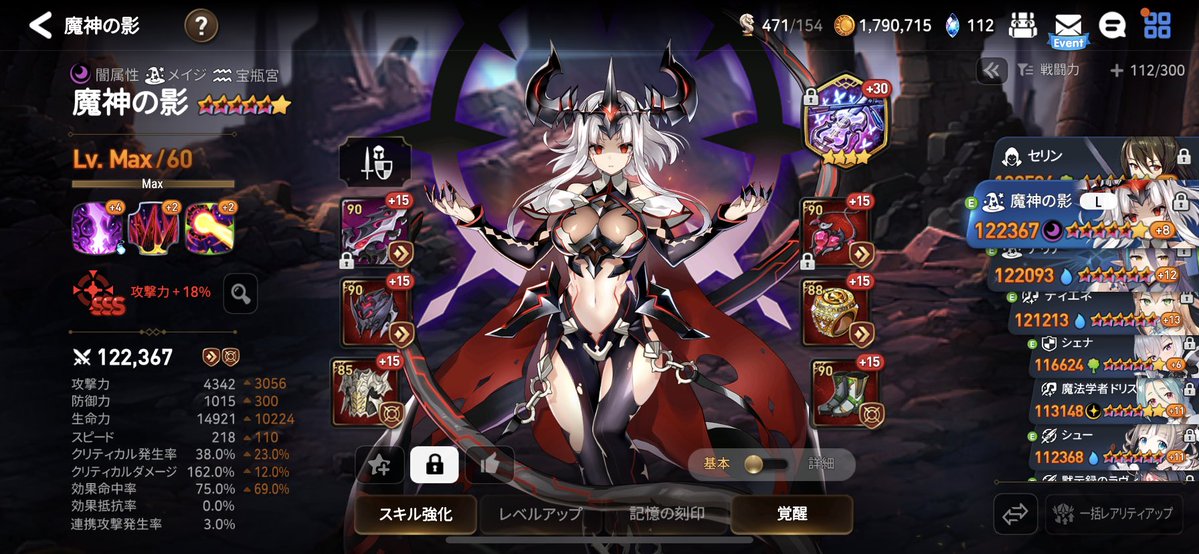 魔神の影
?
471/154
1,790,715
112
Event
闇属性 メイジ 宝瓶宮
魔神の影
戦闘力
112/300
Lv. Max/60
Max
+4
+2
+2
SSS
攻撃力+18%
122,367
攻撃力 4342 3056
防御力 1015 300
生命力 14921 10224
スピード 218 110
クリティカル発生率 38.0% 23.0%
クリティカルダメージ 162.0% 12.0%
効果命中率 75.0% 69.0%
効果抵抗率 0.0%
連携攻撃発生率 3.0%
90 +15
90 +15
85 +15
+30
90 +15
88 +15
90 +15
基本
詳細
スキル強化
レベルアップ
記憶の刻印
覚醒
セリン
E 魔神の影 L
122367 +8
E
122093 +12
E ディエネ
121213 +13
E シェナ
116624 +6
魔法学者ドリス
113148 +11
E シュー
112368 +11
一括レアリティアップ